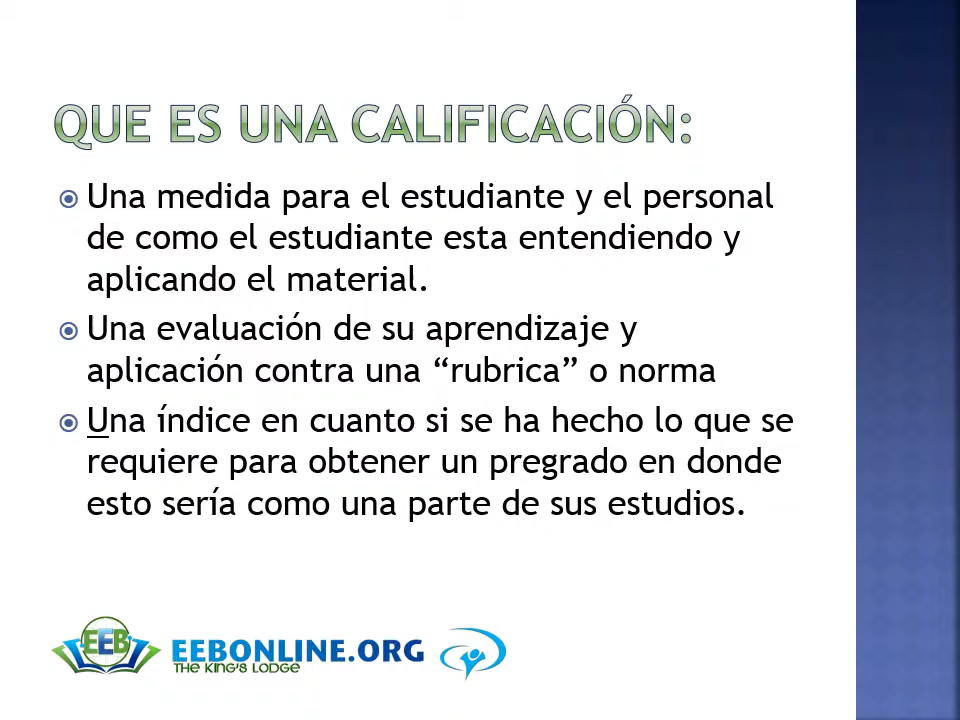 QUE ES UNA CALIFICACIÓN:
Una medida para el estudiante y el personal
de como el estudiante esta entendiendo y
aplicando el material.
Una evaluación de su aprendizaje y
aplicación contra una “rubrica” o norma
Una índice en cuanto si se ha hecho lo que se
requiere para obtener un pregrado en donde
esto sería como una parte de sus estudios.
EEB
EEBONLINE.ORG
THE KING'S LODGE